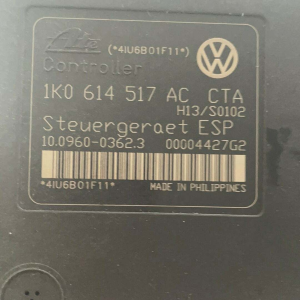 Ate (*4IU6B01F11*)
Controller
1K0 614 517 AC CTA
H13/S0102
Steuergeraet ESP
10.0960-0362.3 00004427G2
*4IU6B01F11* MADE IN PHILIPPINES